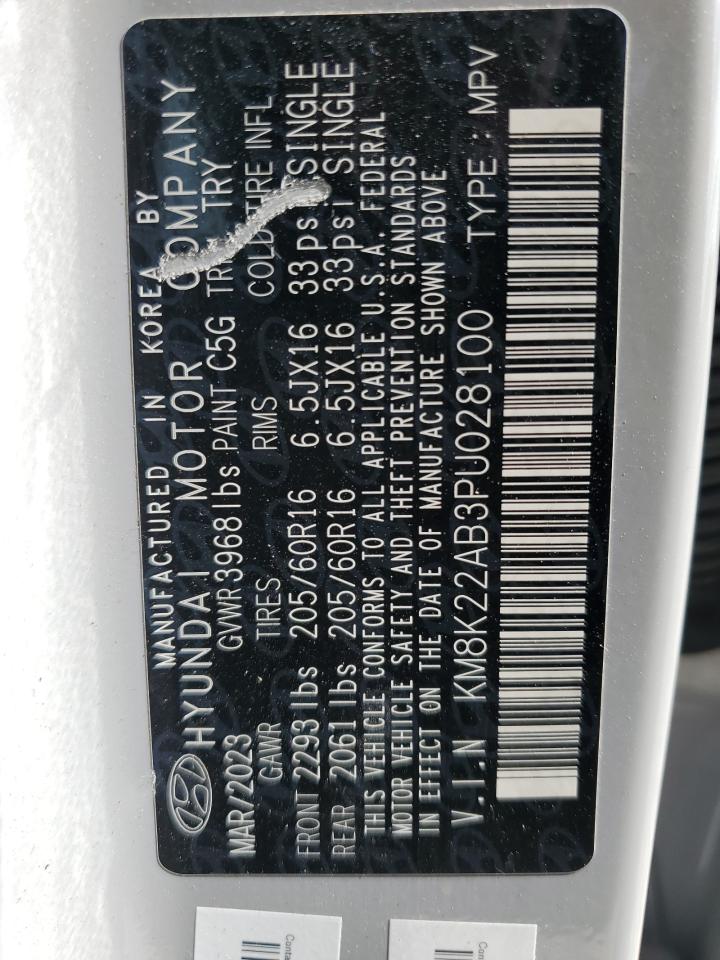 MANUFACTURED IN KOREA BY
HYUNDAI MOTOR COMPANY
MAR/2023 GVWR 3968 lbs PAINT C5G TRIM TRY
GAWR TIRES RIMS COLD TIRE INFL
FRONT 2293 lbs 205/60R16 6.5JX16 33 psi SINGLE
REAR 2061 lbs 205/60R16 6.5JX16 33 psi SINGLE
THIS VEHICLE CONFORMS TO ALL APPLICABLE U.S.A. FEDERAL
MOTOR VEHICLE SAFETY AND THEFT PREVENTION STANDARDS
IN EFFECT ON THE DATE OF MANUFACTURE SHOWN ABOVE
V.I.N KM8K22AB3PU028100 TYPE : MPV